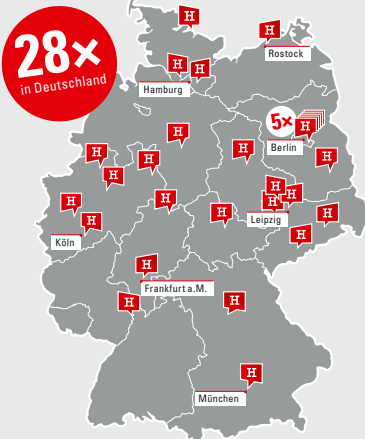 28×
in Deutschland
H
H
Rostock
H
H
Hamburg
5×
H
Berlin
H
H
H
H
H
H
H
H
H
H
H
Leipzig
H
H
Köln
H
H
H
Frankfurt a.M.
H
H
H
München